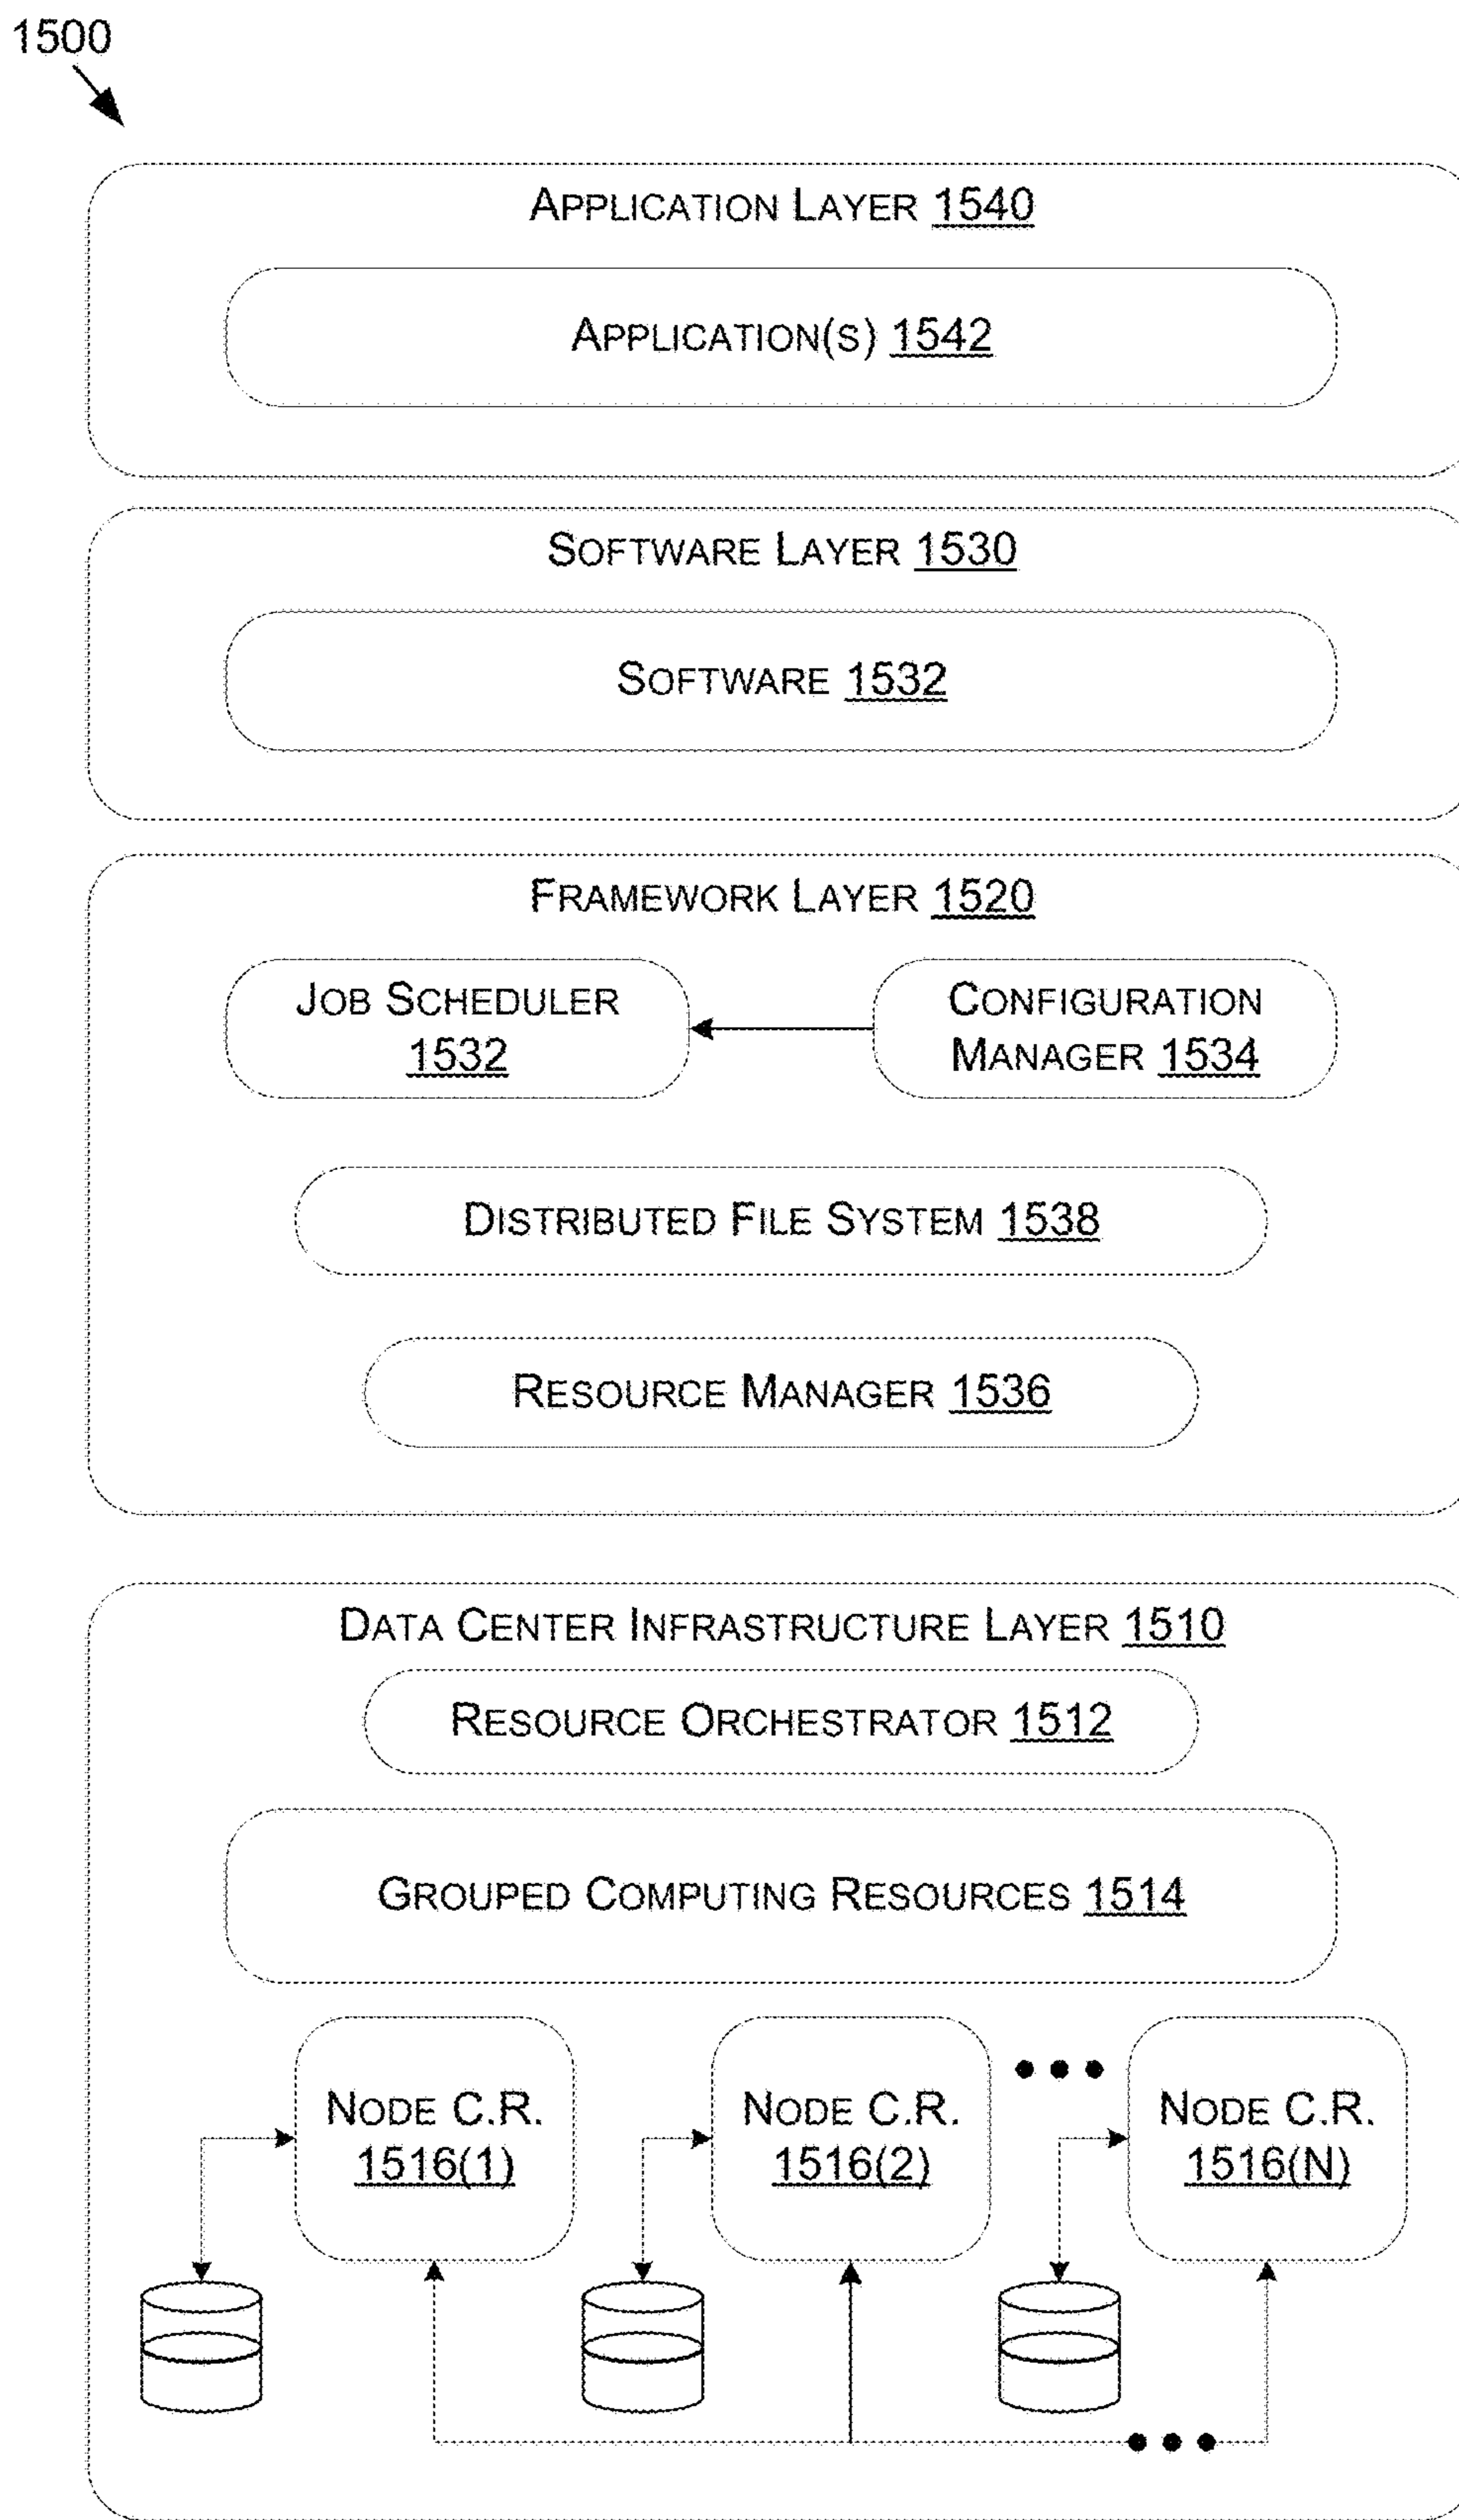 1500
APPLICATION LAYER 1540
APPLICATION(S) 1542
SOFTWARE LAYER 1530
SOFTWARE 1532
FRAMEWORK LAYER 1520
JOB SCHEDULER
1532
CONFIGURATION
MANAGER 1534
DISTRIBUTED FILE SYSTEM 1538
RESOURCE MANAGER 1536
DATA CENTER INFRASTRUCTURE LAYER 1510
RESOURCE ORCHESTRATOR 1512
GROUPED COMPUTING RESOURCES 1514
NODE C.R.
1516(1)
NODE C.R.
1516(2)
NODE C.R.
1516(N)